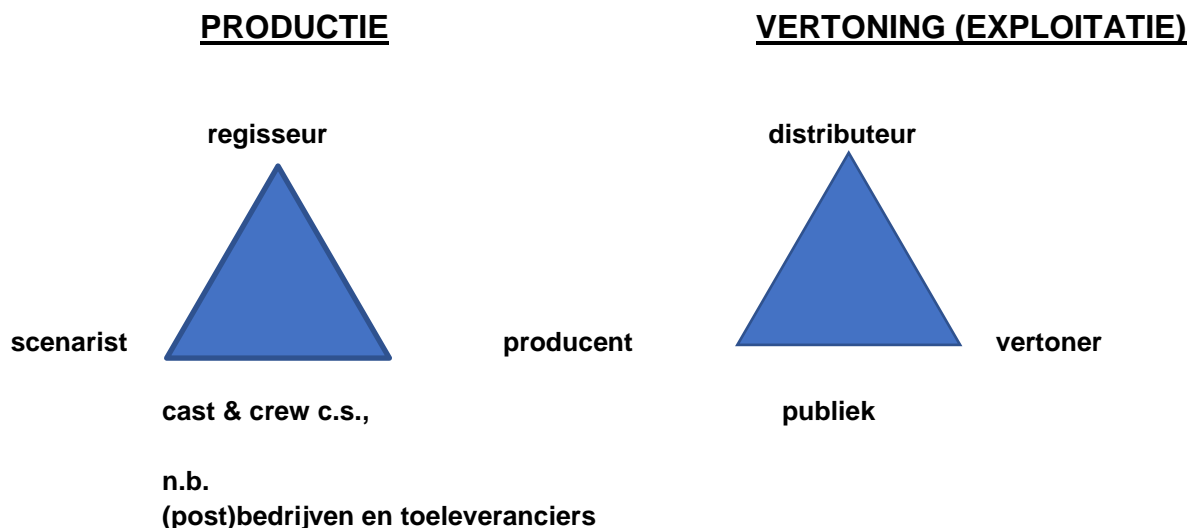 PRODUCTIE VERTONING (EXPLOITATIE)
regisseur distributeur
scenarist producent vertoner
cast & crew c.s., publiek
n.b.
(post)bedrijven en toeleveranciers